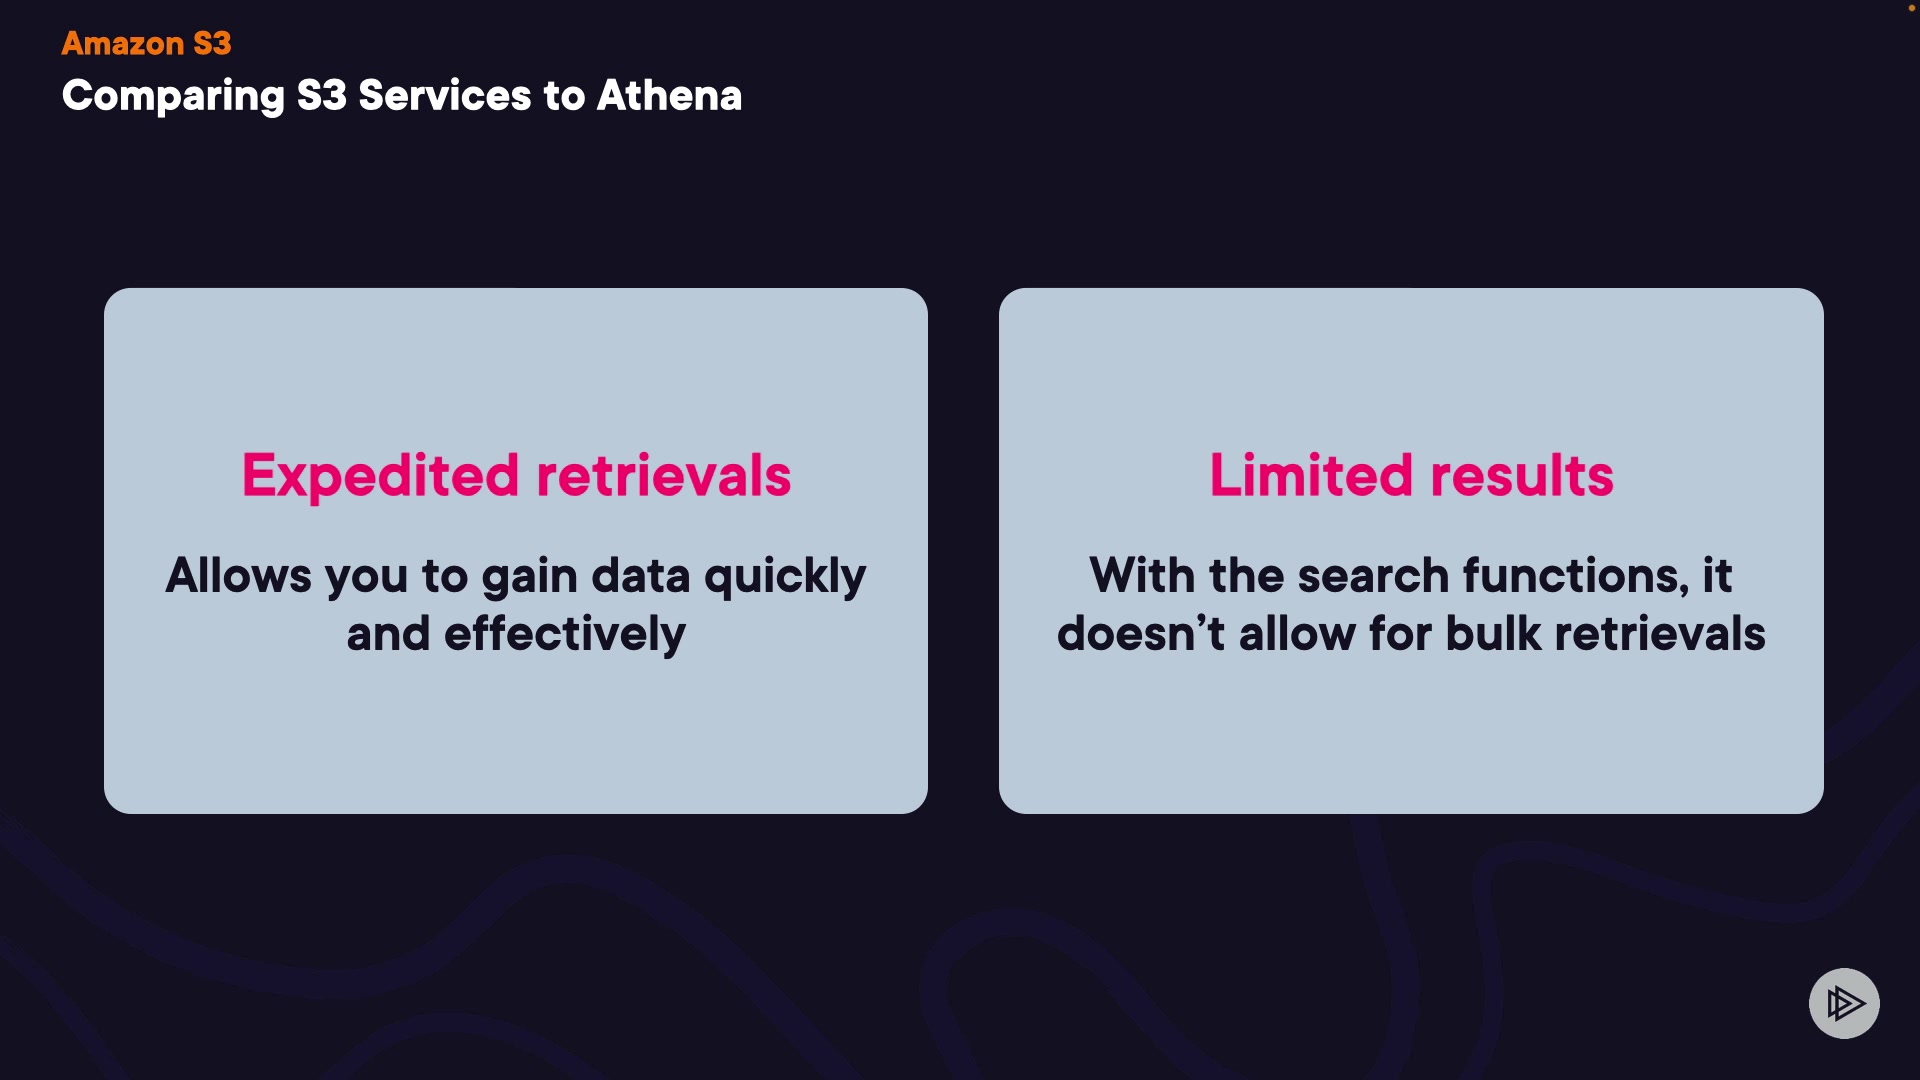 Amazon S3
Comparing S3 Services to Athena
Expedited retrievals
Allows you to gain data quickly
and effectively
Limited results
With the search functions, it
doesn’t allow for bulk retrievals